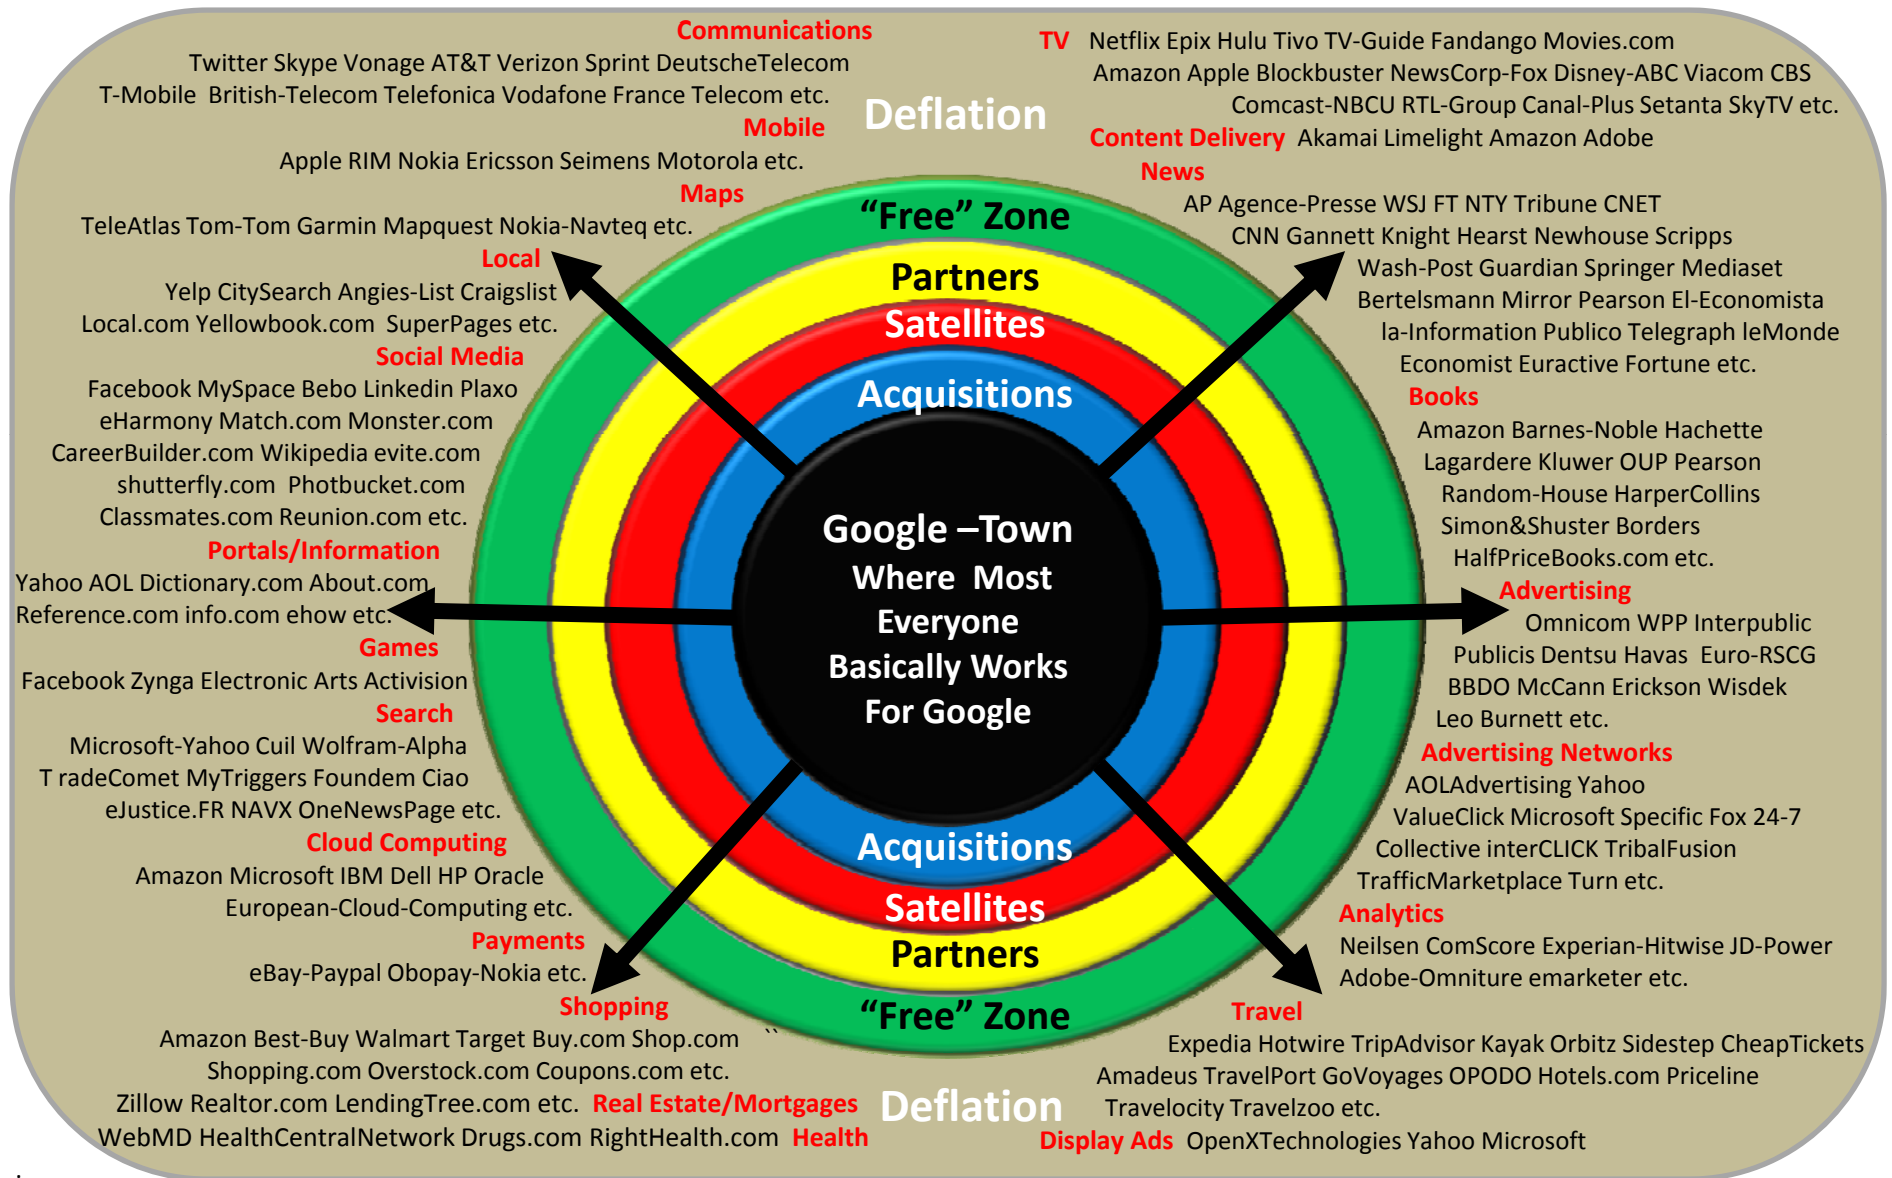 Communications
Twitter Skype Vonage AT&T Verizon Sprint DeutscheTelecom
T-Mobile British-Telecom Telefonica Vodafone France Telecom etc.
Mobile
Apple RIM Nokia Ericsson Seimens Motorola etc.
Maps
TeleAtlas Tom-Tom Garmin Mapquest Nokia-Navteq etc.
Local
Yelp CitySearch Angies-List Craigslist
Local.com Yellowbook.com SuperPages etc.
Social Media
Facebook MySpace Bebo Linkedin Plaxo
eHarmony Match.com Monster.com
CareerBuilder.com Wikipedia evite.com
shutterfly.com Photbucket.com
Classmates.com Reunion.com etc.
Portals/Information
Yahoo AOL Dictionary.com About.com
Reference.com info.com ehow etc.
Games
Facebook Zynga Electronic Arts Activision
Search
Microsoft-Yahoo Cuil Wolfram-Alpha
T radeComet MyTriggers Foundem Ciao
eJustice.FR NAVX OneNewsPage etc.
Cloud Computing
Amazon Microsoft IBM Dell HP Oracle
European-Cloud-Computing etc.
Payments
eBay-Paypal Obopay-Nokia etc.
Shopping
Amazon Best-Buy Walmart Target Buy.com Shop.com ``
Shopping.com Overstock.com Coupons.com etc.
Zillow Realtor.com LendingTree.com etc. Real Estate/Mortgages
WebMD HealthCentralNetwork Drugs.com RightHealth.com Health
.
Deflation
“Free” Zone
Partners
Satellites
Acquisitions
Google –Town
Where Most
Everyone
Basically Works
For Google
Acquisitions
Satellites
Partners
“Free” Zone
Deflation
TV Netflix Epix Hulu Tivo TV-Guide Fandango Movies.com
Amazon Apple Blockbuster NewsCorp-Fox Disney-ABC Viacom CBS
Comcast-NBCU RTL-Group Canal-Plus Setanta SkyTV etc.
Content Delivery Akamai Limelight Amazon Adobe
News
AP Agence-Presse WSJ FT NTY Tribune CNET
CNN Gannett Knight Hearst Newhouse Scripps
Wash-Post Guardian Springer Mediaset
Bertelsmann Mirror Pearson El-Economista
la-Information Publico Telegraph leMonde
Economist Euractive Fortune etc.
Books
Amazon Barnes-Noble Hachette
Lagardere Kluwer OUP Pearson
Random-House HarperCollins
Simon&Shuster Borders
HalfPriceBooks.com etc.
Advertising
Omnicom WPP Interpublic
Publicis Dentsu Havas Euro-RSCG
BBDO McCann Erickson Wisdek
Leo Burnett etc.
Advertising Networks
AOLAdvertising Yahoo
ValueClick Microsoft Specific Fox 24-7
Collective interCLICK TribalFusion
TrafficMarketplace Turn etc.
Analytics
Neilsen ComScore Experian-Hitwise JD-Power
Adobe-Omniture emarketer etc.
Travel
Expedia Hotwire TripAdvisor Kayak Orbitz Sidestep CheapTickets
Amadeus TravelPort GoVoyages OPODO Hotels.com Priceline
Travelocity Travelzoo etc.
Display Ads OpenXTechnologies Yahoo Microsoft